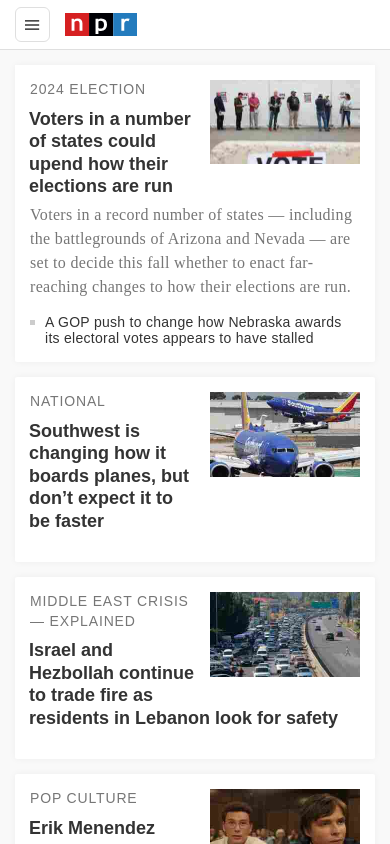 npr
2024 ELECTION
Voters in a number
of states could
upend how their
elections are run
VOTE
Voters in a record number of states — including
the battlegrounds of Arizona and Nevada — are
set to decide this fall whether to enact far-
reaching changes to how their elections are run.
A GOP push to change how Nebraska awards
its electoral votes appears to have stalled
NATIONAL
Southwest is
changing how it
boards planes, but
don’t expect it to
be faster
Southwest
MIDDLE EAST CRISIS
— EXPLAINED
Israel and
Hezbollah continue
to trade fire as
residents in Lebanon look for safety
POP CULTURE
Erik Menendez